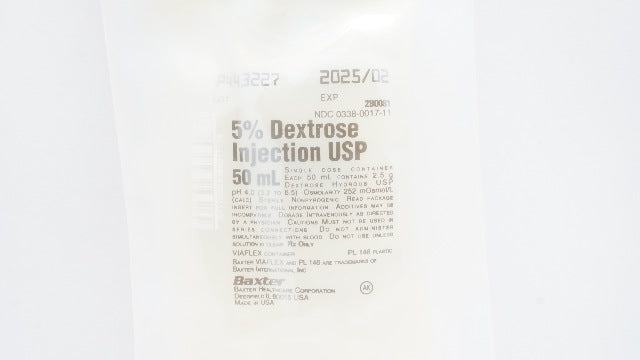 2025/02
EXP
2B0081
NDC 0338-0017-11
5% Dextrose
Injection USP
50 mL
SINGLE DOSE CONTAINER
EACH 50 mL CONTAINS 2.5 g
DEXTROSE HYDROUS USP
pH 4.0 (3.2 TO 6.5) OSMOLARITY 252 mOsmol/L
(CALC) STERILE NONPYROGENIC READ PACKAGE
INSERT FOR FULL INFORMATION ADDITIVES MAY BE
INCOMPATIBLE DOSAGE INTRAVENOUSLY AS DIRECTED
BY A PHYSICIAN CAUTIONS MUST NOT BE USED IN
SERIES CONNECTIONS DO NOT ADMINISTER
SIMULTANEOUSLY WITH BLOOD DO NOT USE UNLESS
SOLUTION IS CLEAR Rx ONLY
VIAFLEX CONTAINER PL 146 PLASTIC
BAXTER VIAFLEX AND PL 146 ARE TRADEMARKS OF
BAXTER INTERNATIONAL, INC
Baxter
BAXTER HEALTHCARE CORPORATION
DEERFIELD IL 60015 USA
MADE IN USA
AK